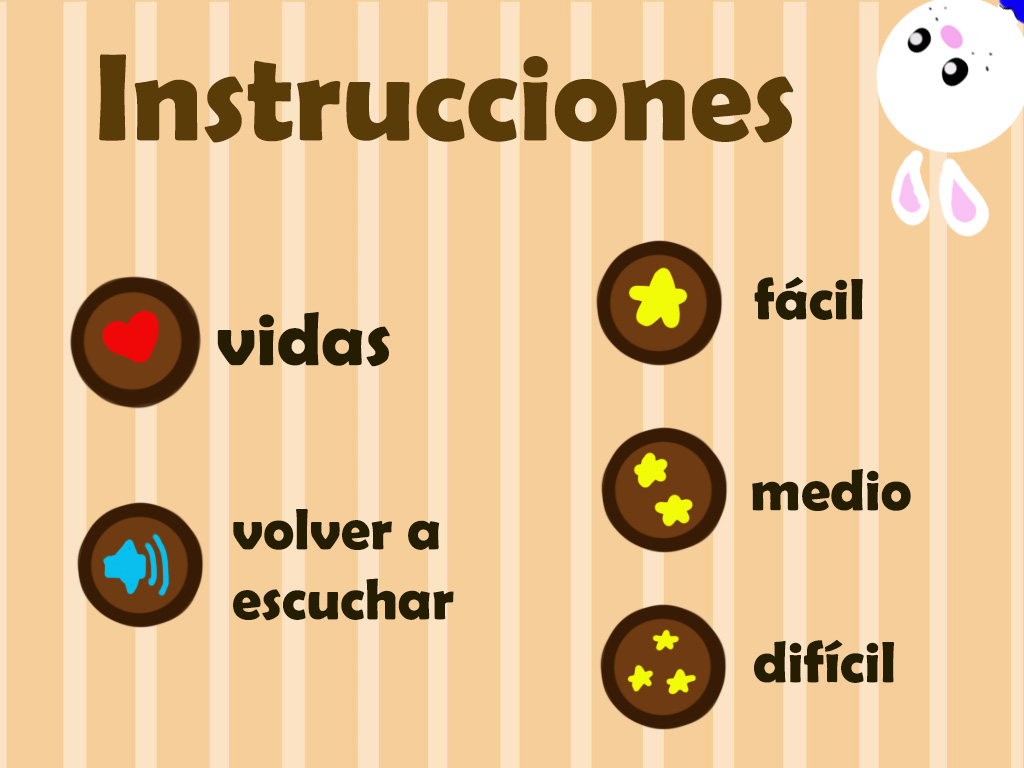 Instrucciones
vidas
volver a
escuchar
fácil
medio
difícil